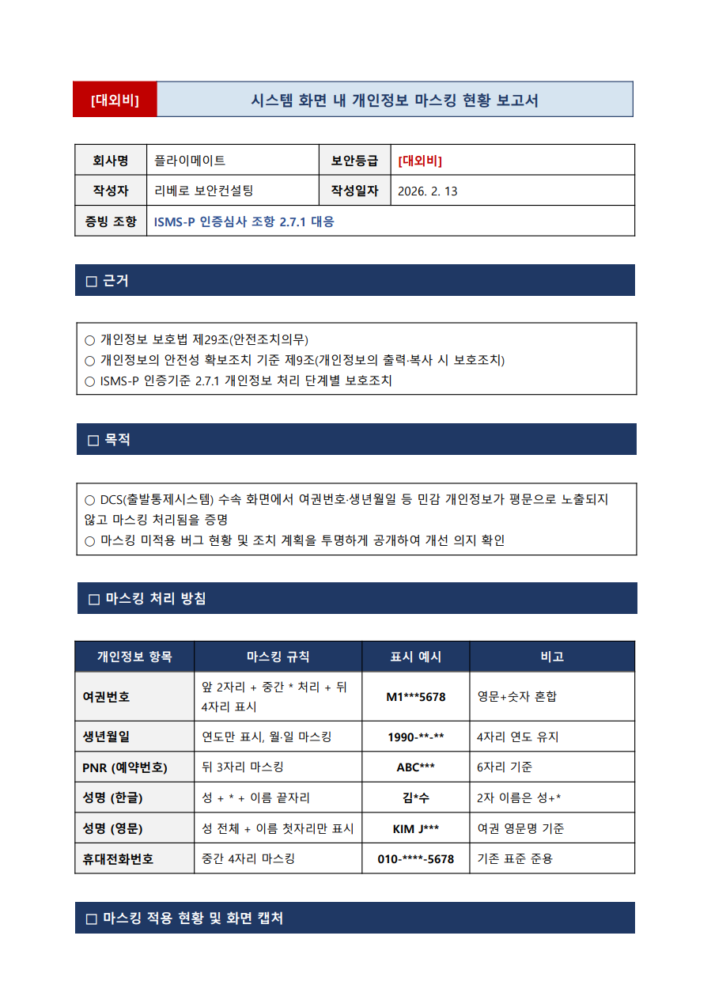 [대외비] 시스템 화면 내 개인정보 마스킹 현황 보고서
회사명 플라이메이트 보안등급 [대외비]
작성자 리베로 보안컨설팅 작성일자 2026. 2. 13
증빙 조항 ISMS-P 인증심사 조항 2.7.1 대응
□ 근거
○ 개인정보 보호법 제29조(안전조치의무)
○ 개인정보의 안전성 확보조치 기준 제9조(개인정보의 출력·복사 시 보호조치)
○ ISMS-P 인증기준 2.7.1 개인정보 처리 단계별 보호조치
□ 목적
○ DCS(출발통제시스템) 수속 화면에서 여권번호·생년월일 등 민감 개인정보가 평문으로 노출되지
않고 마스킹 처리됨을 증명
○ 마스킹 미적용 버그 현황 및 조치 계획을 투명하게 공개하여 개선 의지 확인
□ 마스킹 처리 방침
개인정보 항목 마스킹 규칙 표시 예시 비고
여권번호 앞 2자리 + 중간 * 처리 + 뒤
4자리 표시 M1***5678 영문+숫자 혼합
생년월일 연도만 표시, 월·일 마스킹 1990-**-** 4자리 연도 유지
PNR (예약번호) 뒤 3자리 마스킹 ABC*** 6자리 기준
성명 (한글) 성 + * + 이름 끝자리 김*수 2자 이름은 성+*
성명 (영문) 성 전체 + 이름 첫자리만 표시 KIM J*** 여권 영문명 기준
휴대전화번호 중간 4자리 마스킹 010-****-5678 기존 표준 준용
□ 마스킹 적용 현황 및 화면 캡처